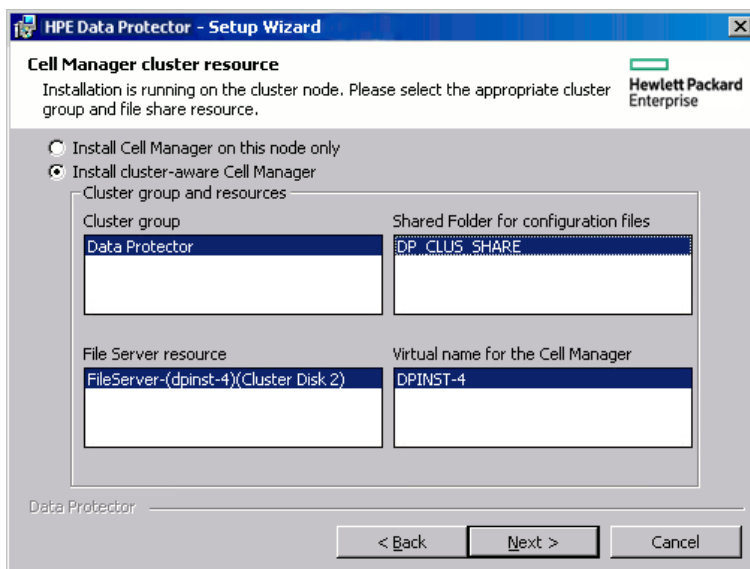 HPE Data Protector - Setup Wizard
Cell Manager cluster resource
Installation is running on the cluster node. Please select the appropriate cluster
group and file share resource.
Hewlett Packard
Enterprise
Install Cell Manager on this node only
Install cluster-aware Cell Manager
Cluster group and resources
Cluster group
Shared Folder for configuration files
Data Protector
DP_CLUS_SHARE
File Server resource
Virtual name for the Cell Manager
FileServer-(dpinst-4)(Cluster Disk 2)
DPINST-4
Data Protector
< Back
Next >
Cancel